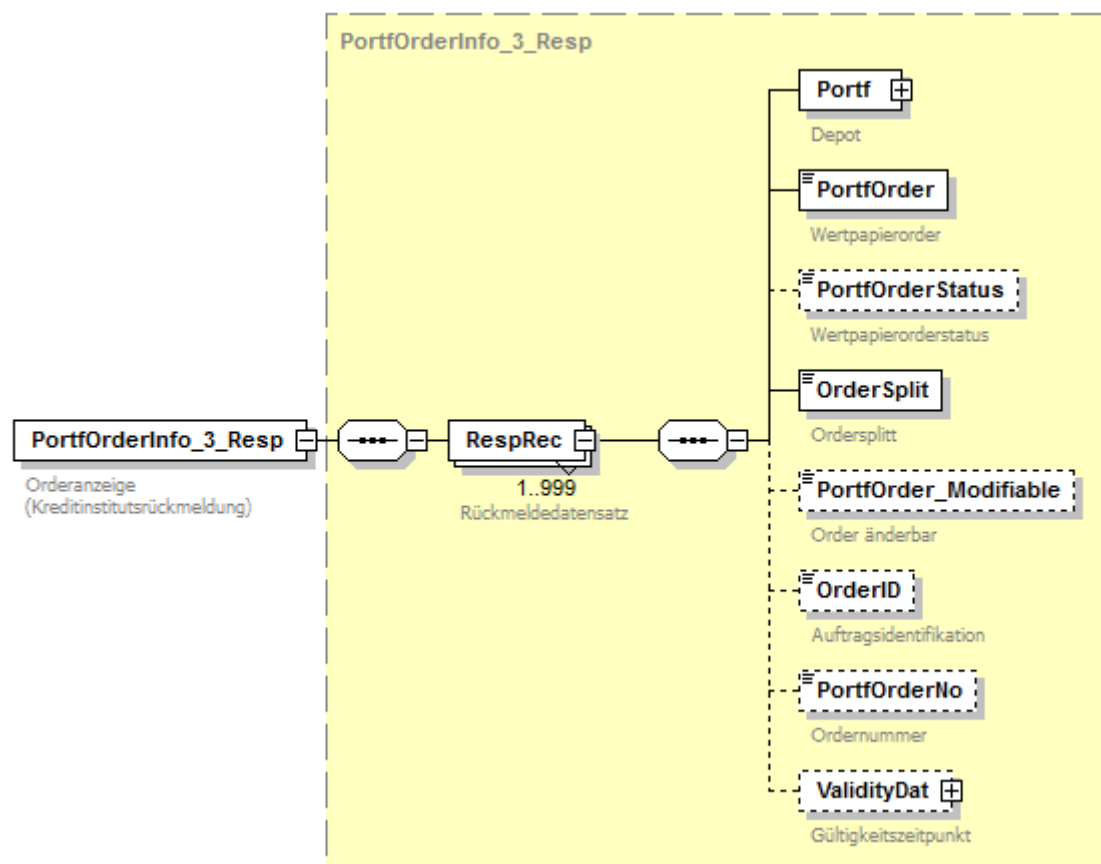 PortfOrderInfo_3_Resp
Portf
Depot
PortfOrder
Wertpapierorder
PortfOrderStatus
Wertpapierorderstatus
OrderSplit
Ordersplitt
PortfOrderInfo_3_Resp
Orderanzeige
(Kreditinstitutsrückmeldung)
RespRec
1..999
Rückmeldedatensatz
PortfOrder_Modifiable
Order änderbar
OrderID
Auftragsidentifikation
PortfOrderNo
Ordernummer
ValidityDat
Gültigkeitszeitpunkt